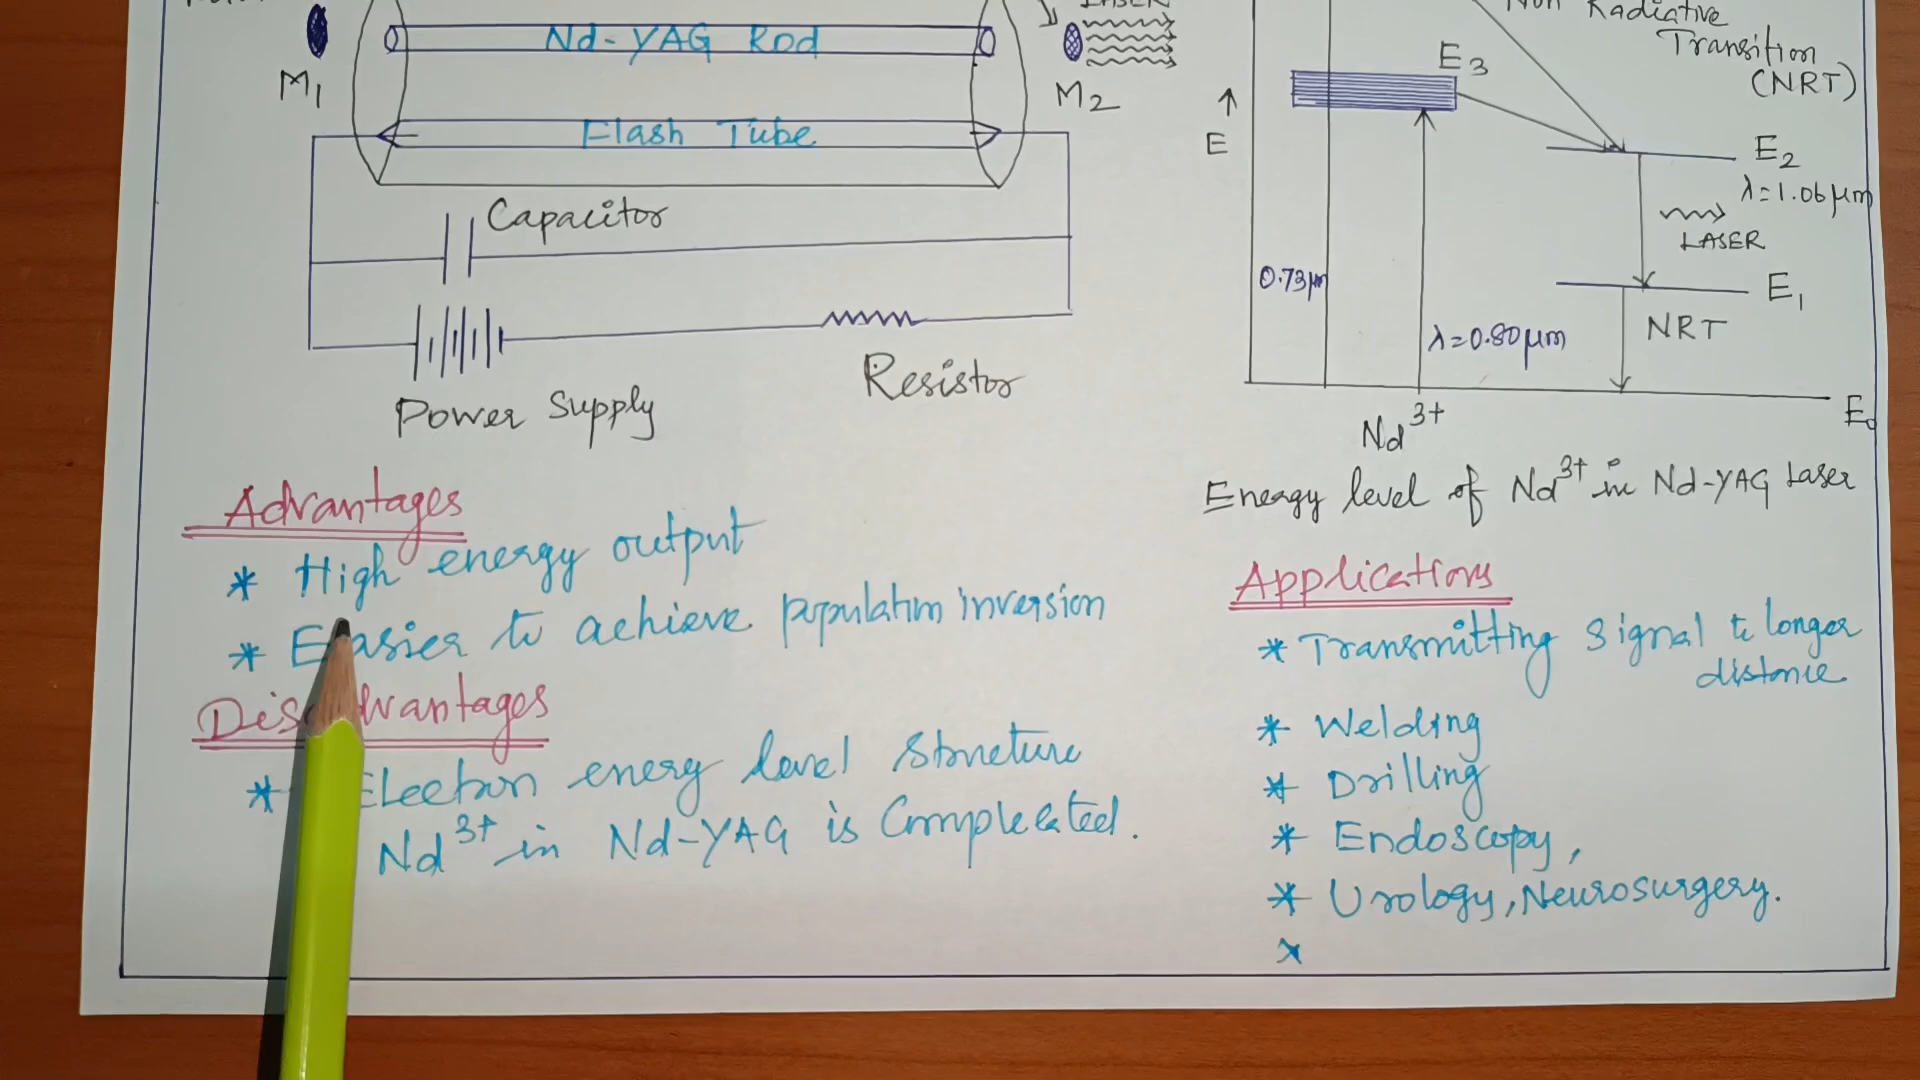 LASER
Nd-YAG Rod
M1
M2
Flash Tube
Capacitor
Power Supply
Resistor
Non Radiative
Transition
(NRT)
E3
↑
E
E2
λ=1.06μm
LASER
0.73μm
E1
NRT
λ=0.80μm
E0
Nd3+
Energy level of Nd3+ in Nd-YAG Laser
Advantages
* High energy output
* Easier to achieve population inversion
Disadvantages
* Electron energy level Structure
Nd3+ in Nd-YAG is Compleated.
Applications
* Transmitting Signal to longer
distance
* Welding
* Drilling
* Endoscopy,
* Urology, Neurosurgery.
*